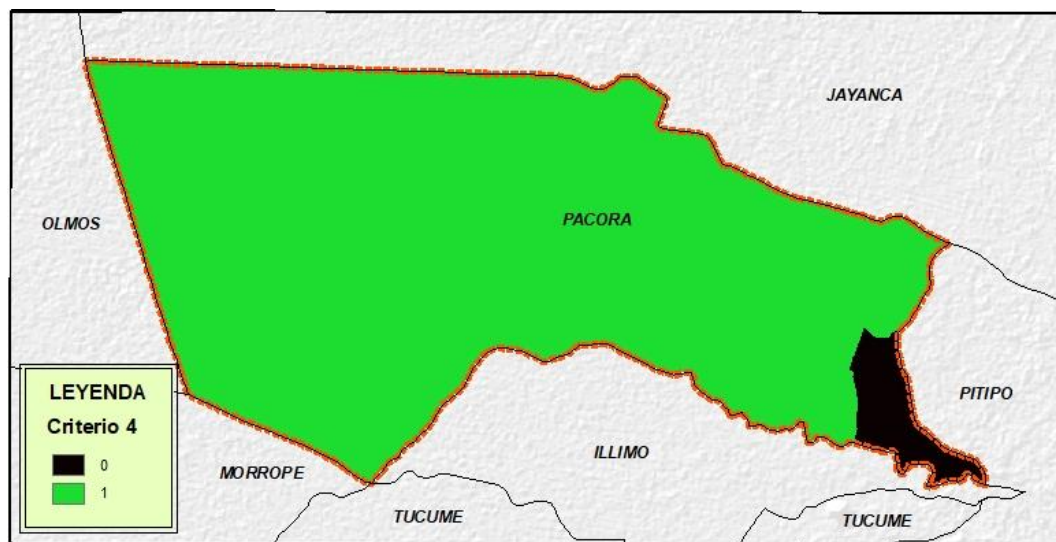 JAYANCA
OLMOS
PACORA
PITIPO
ILLIMO
MORROPE
TUCUME
TUCUME
LEYENDA
Criterio 4
0
1